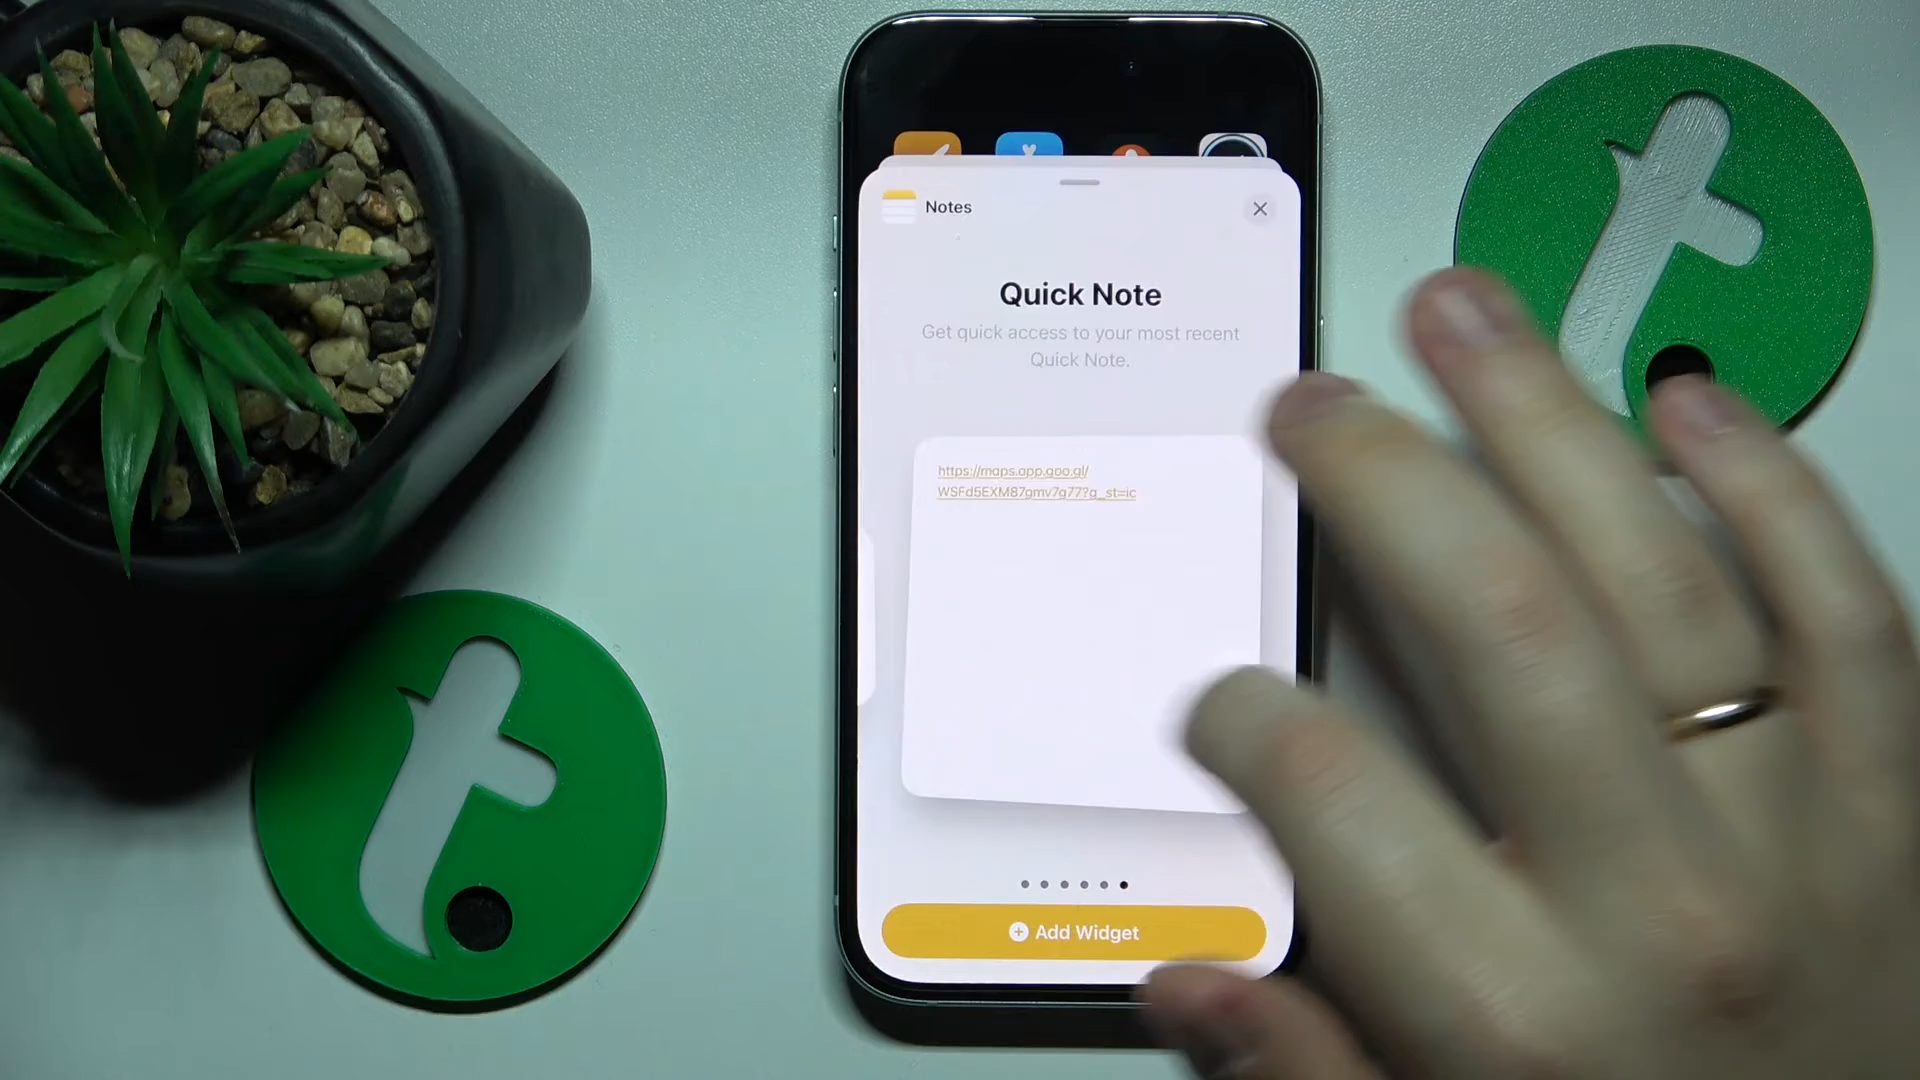 Notes
Quick Note
Get quick access to your most recent
Quick Note.
https://maps.app.goo.gl/
WSFd5EXM87gmv7g77?g_st=ic
Add Widget